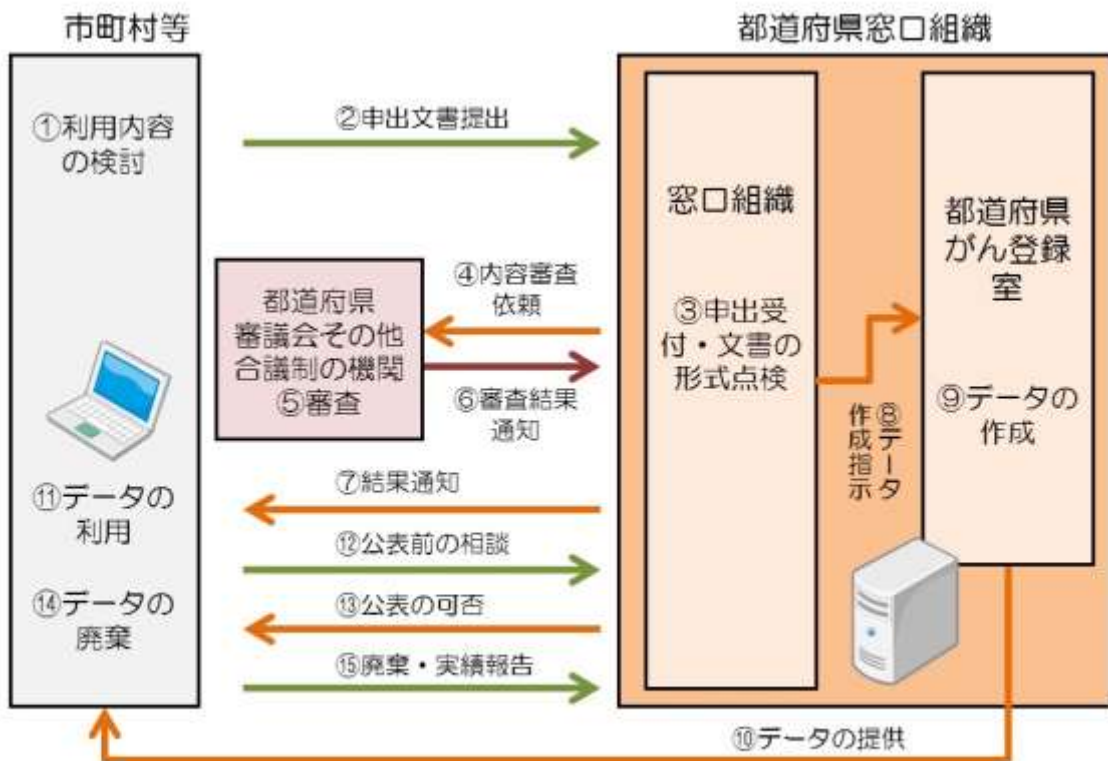 市町村等
都道府県窓口組織
①利用内容
の検討
②申出文書提出
窓口組織
③申出受
付・文書の
形式点検
都道府県
がん登録
室
④内容審査
依頼
都道府県
審議会その他
合議制の機関
⑤審査
⑥審査結果
通知
⑦結果通知
⑧データ
作成指示
⑨データの
作成
⑩データの提供
⑪データの
利用
⑫公表前の相談
⑬公表の可否
⑭データの
廃棄
⑮廃棄・実績報告